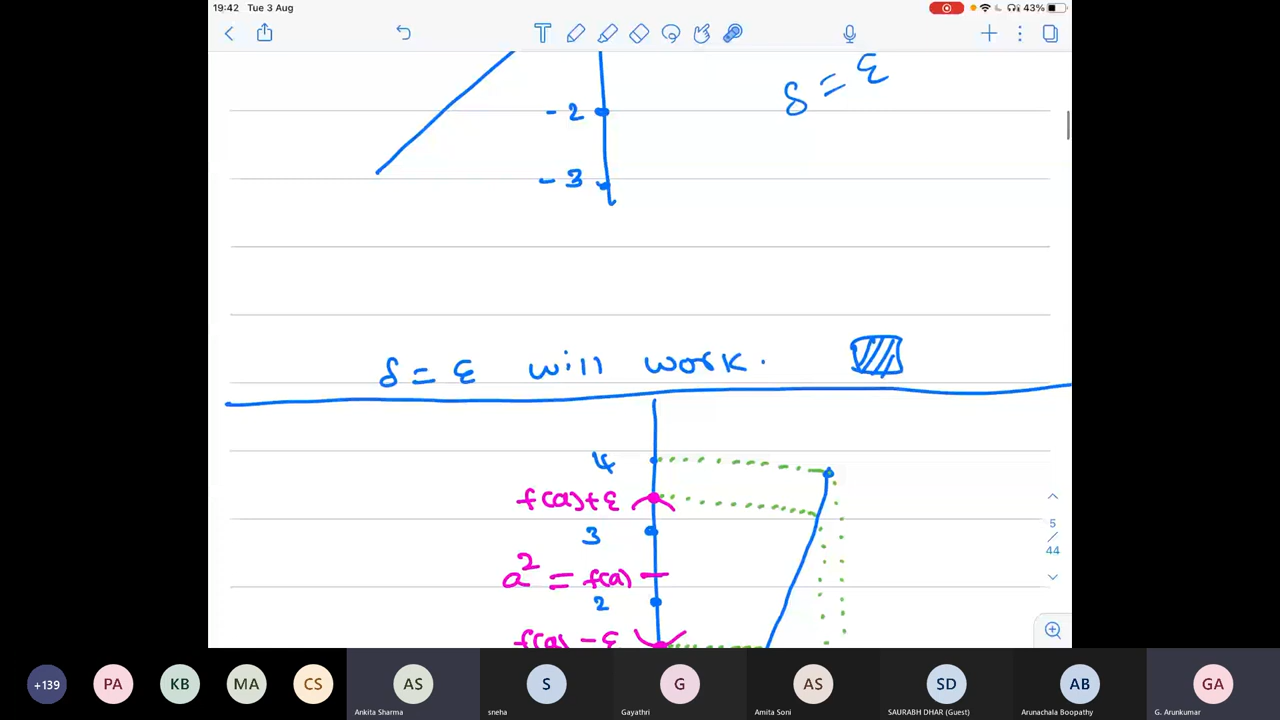 19:42 Tue 3 Aug
43%
T
δ = ε
-2
-3
δ = ε will work.
4
f(a)+ε
3
a² = f(a)
2
f(a) - ε
5
/
44
+139 PA KB MA CS AS S G AS SD AB GA
Ankita Sharma sneha Gayathri Amita Soni SAURABH DHAR (Guest) Arunachala Boopathy G. Arunkumar